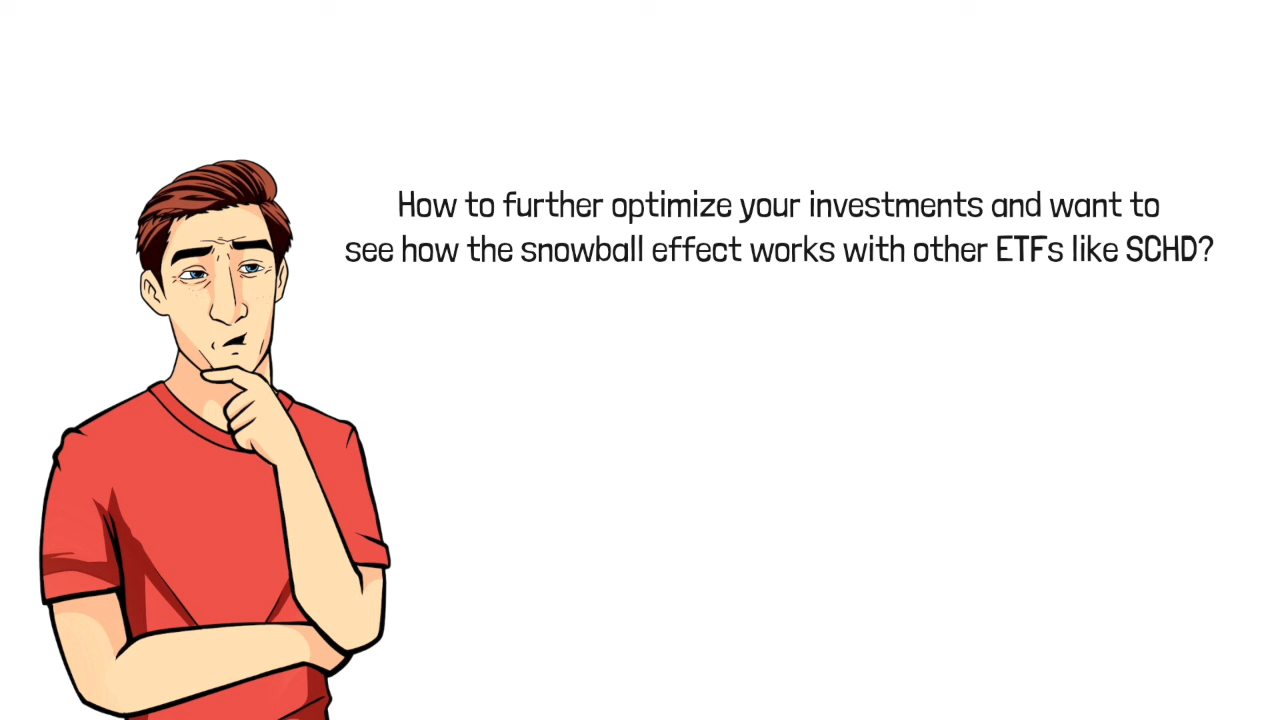 How to further optimize your investments and want to
see how the snowball effect works with other ETFs like SCHD?